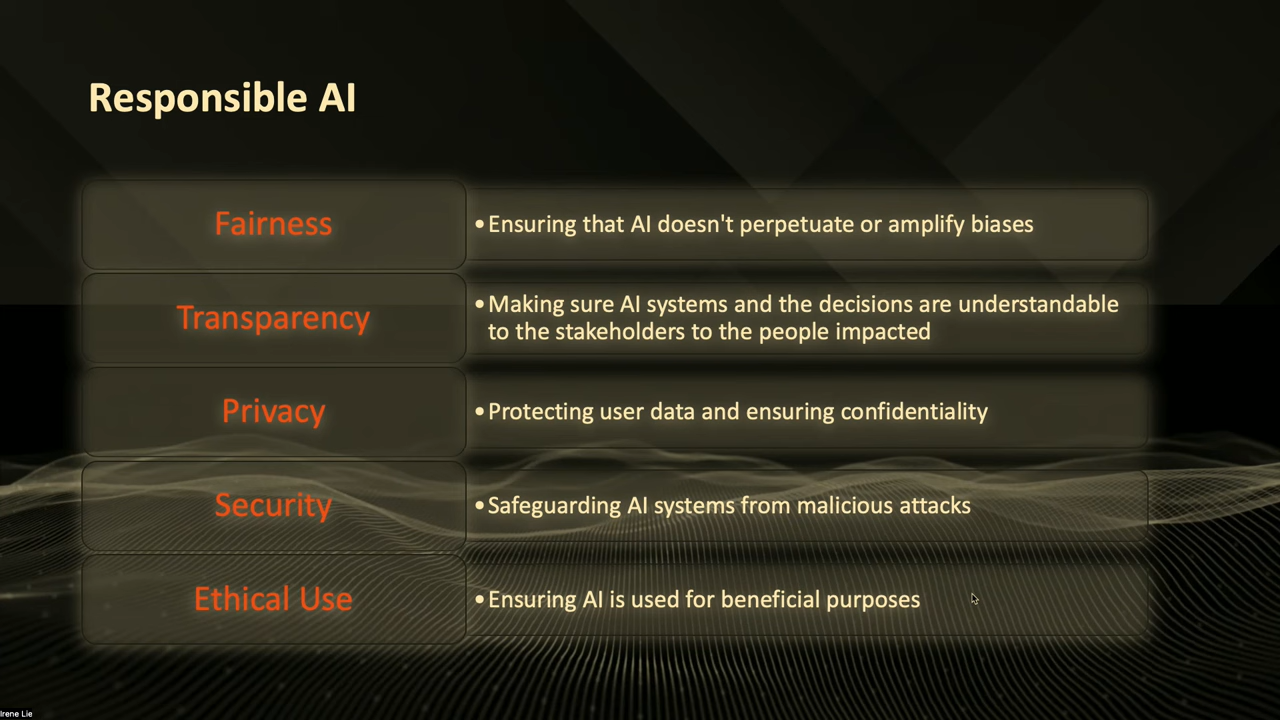 Responsible AI
Fairness
•Ensuring that AI doesn't perpetuate or amplify biases
Transparency
•Making sure AI systems and the decisions are understandable
to the stakeholders to the people impacted
Privacy
•Protecting user data and ensuring confidentiality
Security
•Safeguarding AI systems from malicious attacks
Ethical Use
•Ensuring AI is used for beneficial purposes
Irene Lie